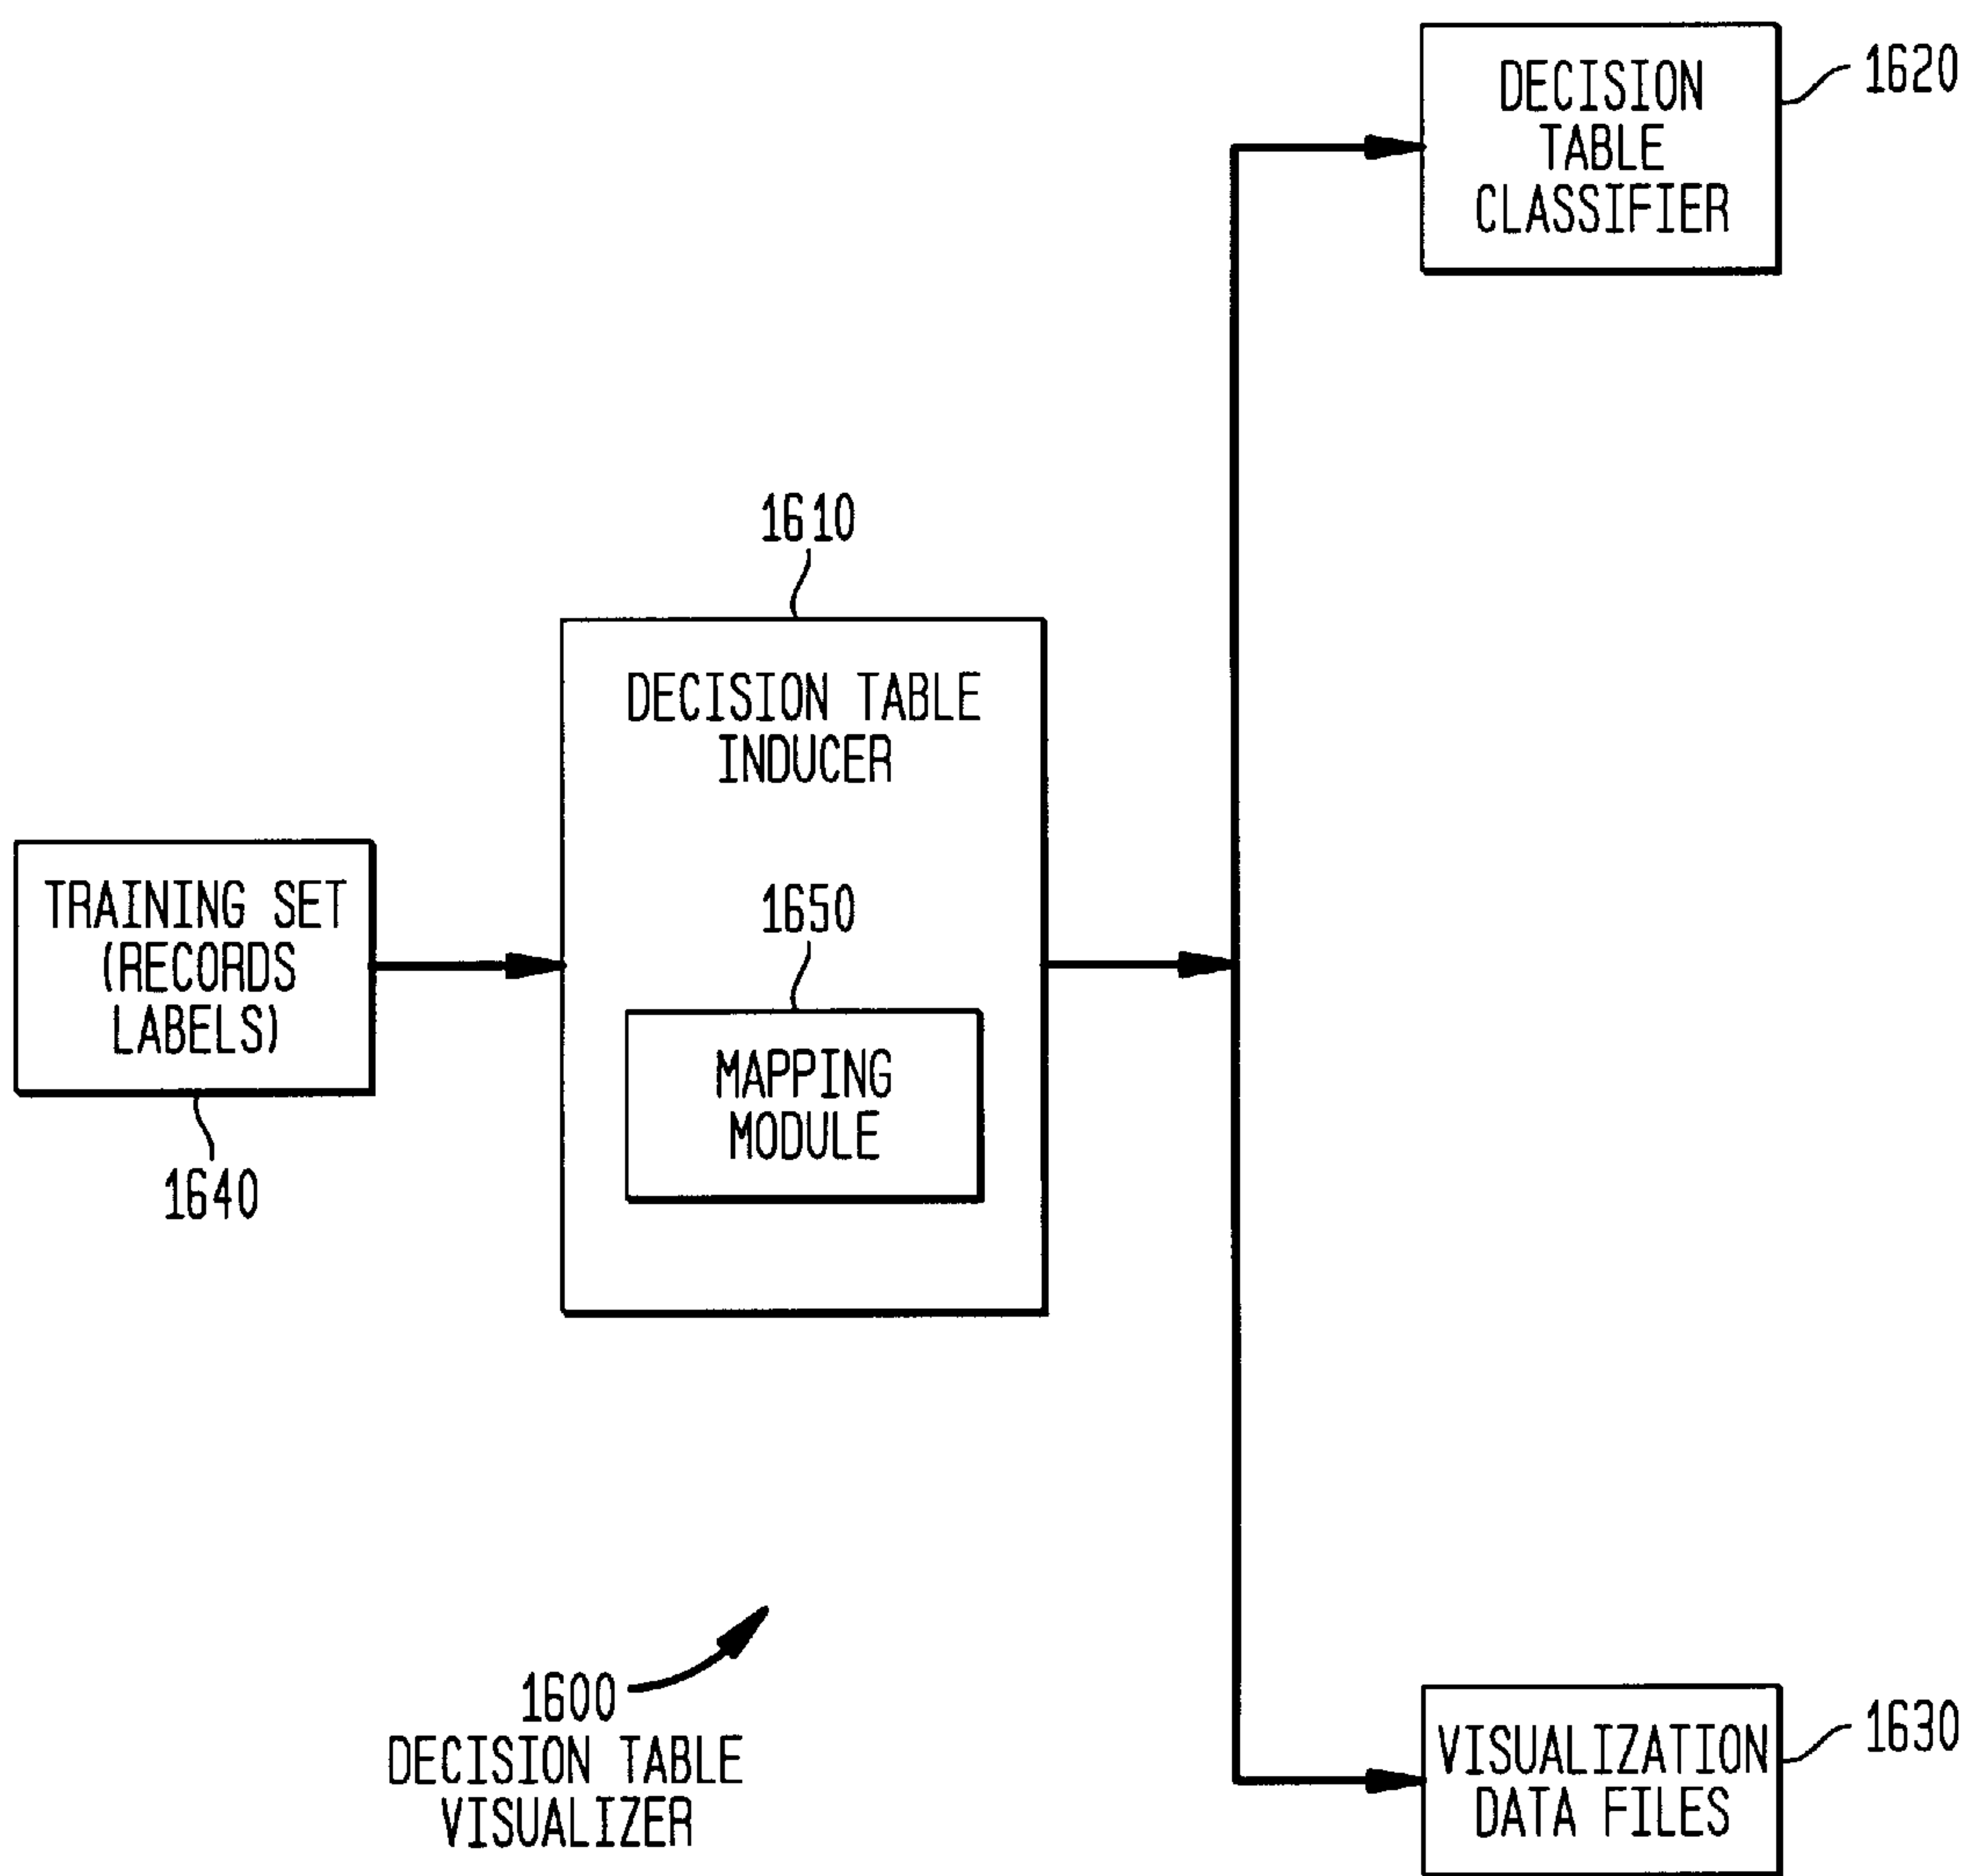 DECISION
TABLE
CLASSIFIER
1620
1610
DECISION TABLE
INDUCER
TRAINING SET
(RECORDS
LABELS)
1640
1650
MAPPING
MODULE
1600
DECISION TABLE
VISUALIZER
VISUALIZATION
DATA FILES
1630